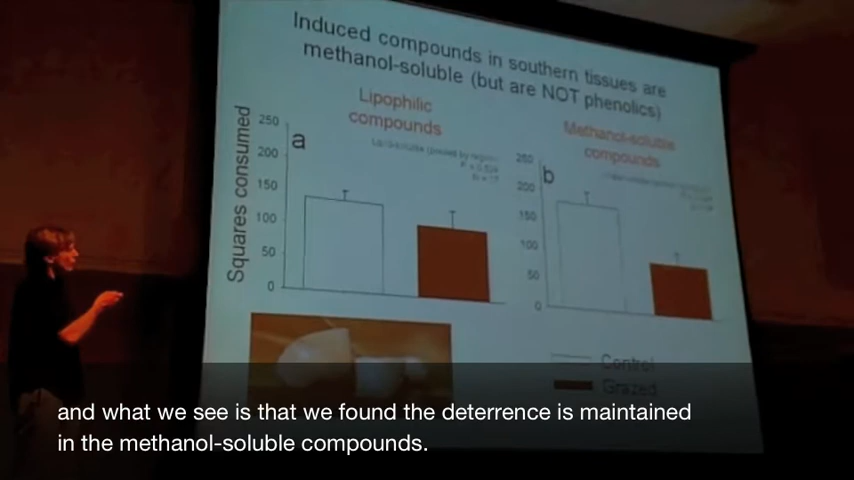 Induced compounds in southern tissues are
methanol-soluble (but are NOT phenolics)
Lipophilic
compounds
Squares consumed
250
200
150
100
50
0
a
Methanol-soluble
compounds
250
200
150
100
50
0
b
Control
Grazed
and what we see is that we found the deterrence is maintained
in the methanol-soluble compounds.